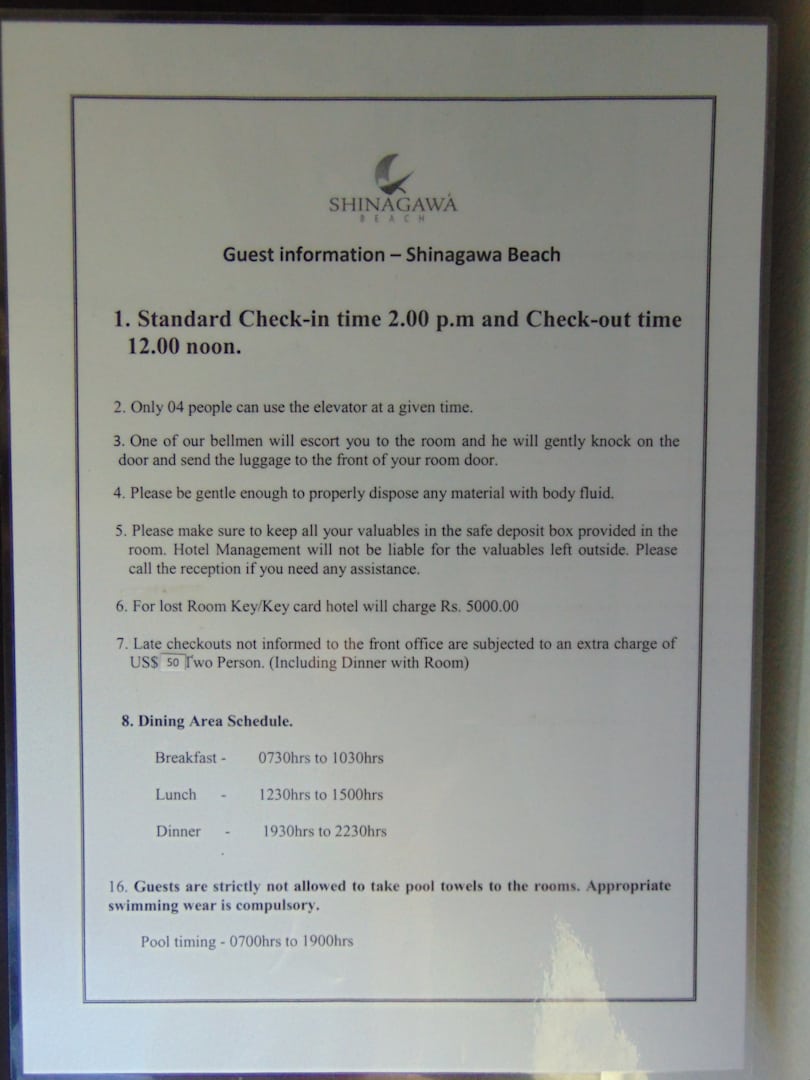 SHINAGAWA
BEACH
Guest information – Shinagawa Beach
1. Standard Check-in time 2.00 p.m and Check-out time
12.00 noon.
2. Only 04 people can use the elevator at a given time.
3. One of our bellmen will escort you to the room and he will gently knock on the
door and send the luggage to the front of your room door.
4. Please be gentle enough to properly dispose any material with body fluid.
5. Please make sure to keep all your valuables in the safe deposit box provided in the
room. Hotel Management will not be liable for the valuables left outside. Please
call the reception if you need any assistance.
6. For lost Room Key/Key card hotel will charge Rs. 5000.00
7. Late checkouts not informed to the front office are subjected to an extra charge of
US$ 50 Two Person. (Including Dinner with Room)
8. Dining Area Schedule.
Breakfast - 0730hrs to 1030hrs
Lunch - 1230hrs to 1500hrs
Dinner - 1930hrs to 2230hrs
16. Guests are strictly not allowed to take pool towels to the rooms. Appropriate
swimming wear is compulsory.
Pool timing - 0700hrs to 1900hrs